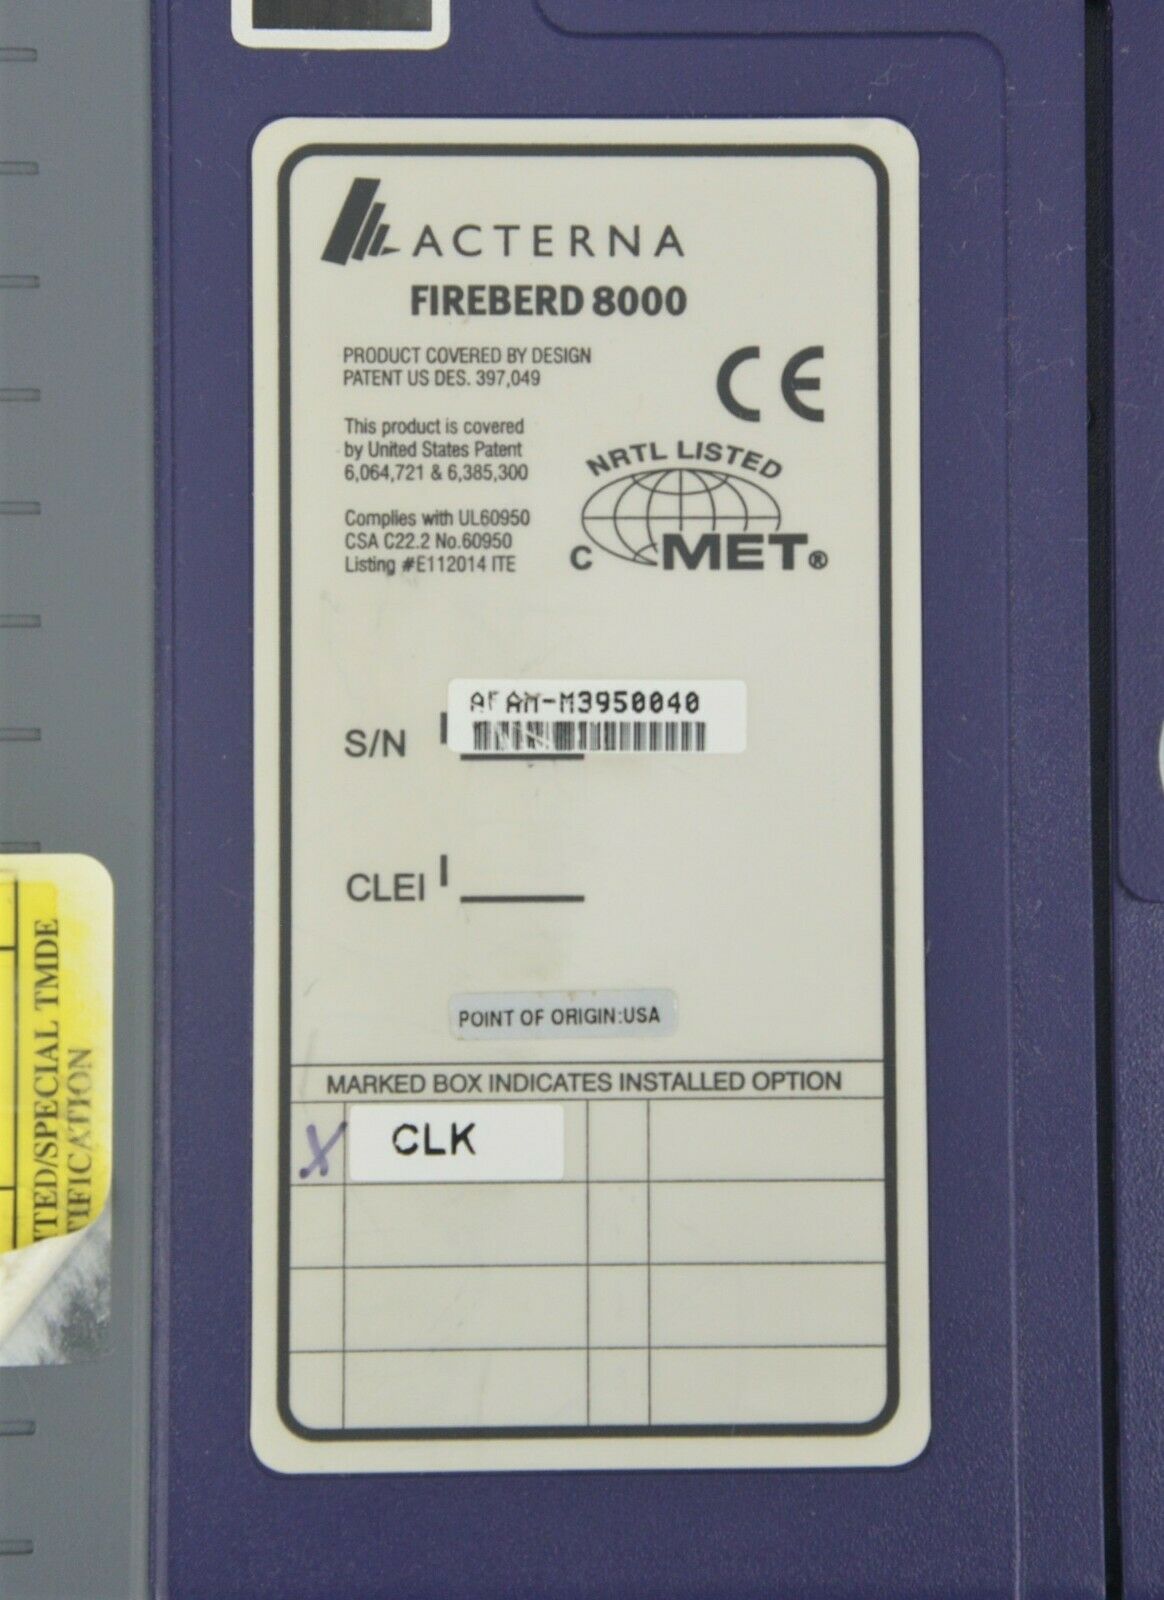 ACTERNA
FIREBERD 8000
PRODUCT COVERED BY DESIGN
PATENT US DES. 397,049
This product is covered
by United States Patent
6,064,721 & 6,385,300
Complies with UL60950
CSA C22.2 No.60950
Listing #E112014 ITE
CE
NRTL LISTED
C MET®
S/N
AFAM-M3950040
CLEI
POINT OF ORIGIN:USA
MARKED BOX INDICATES INSTALLED OPTION
X CLK
SPECIAL TMDE